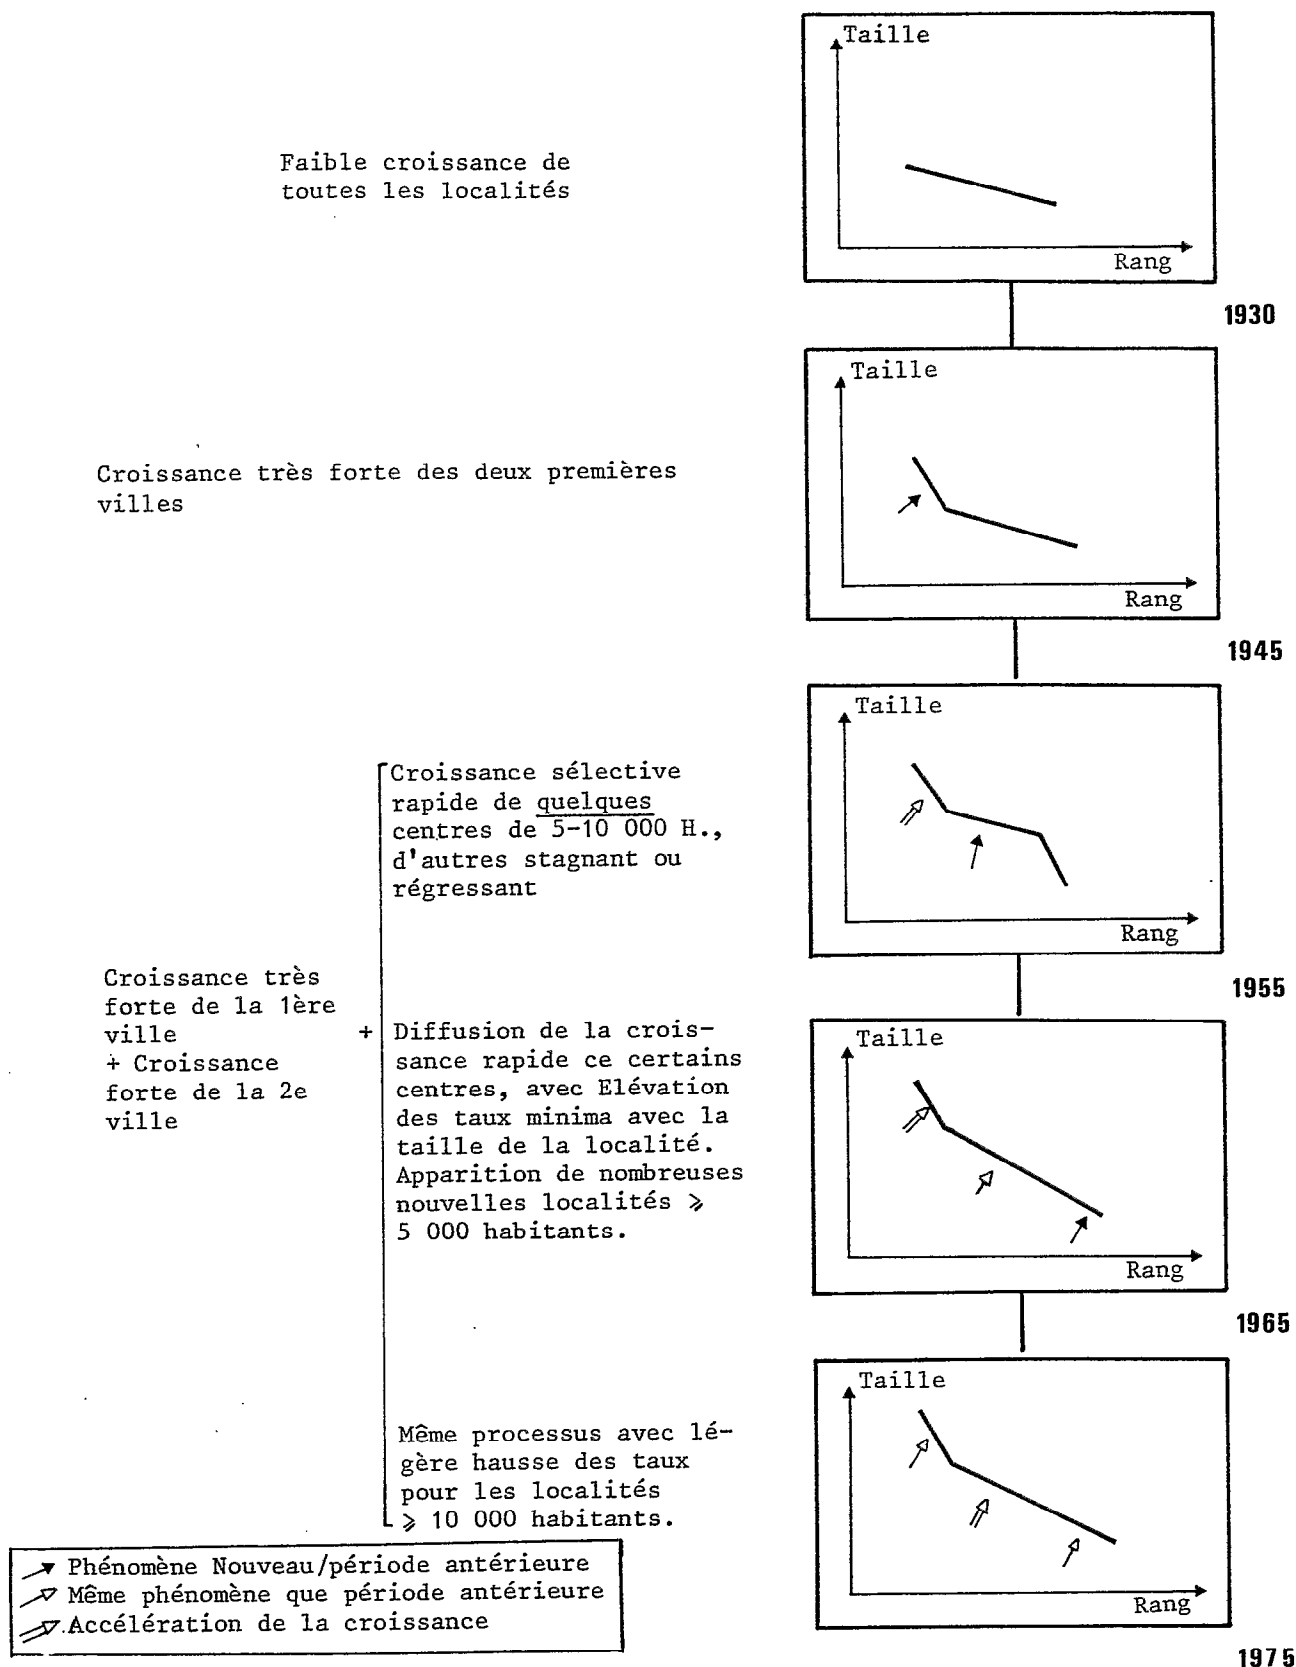 Taille
Faible croissance de
toutes les localités
Rang
1930
Taille
Croissance très forte des deux premières
villes
Rang
1945
Taille
Croissance sélective
rapide de quelques
centres de 5-10 000 H.,
d'autres stagnant ou
régressant
Rang
1955
Croissance très
forte de la 1ère
ville
+ Croissance
forte de la 2e
ville
+
Diffusion de la crois-
sance rapide ce certains
centres, avec Elévation
des taux minima avec la
taille de la localité.
Apparition de nombreuses
nouvelles localités ⩾
5 000 habitants.
Taille
Rang
1965
Taille
Même processus avec lé-
gère hausse des taux
pour les localités
⩾ 10 000 habitants.
Rang
1975
Phénomène Nouveau/période antérieure
Même phénomène que période antérieure
Accélération de la croissance